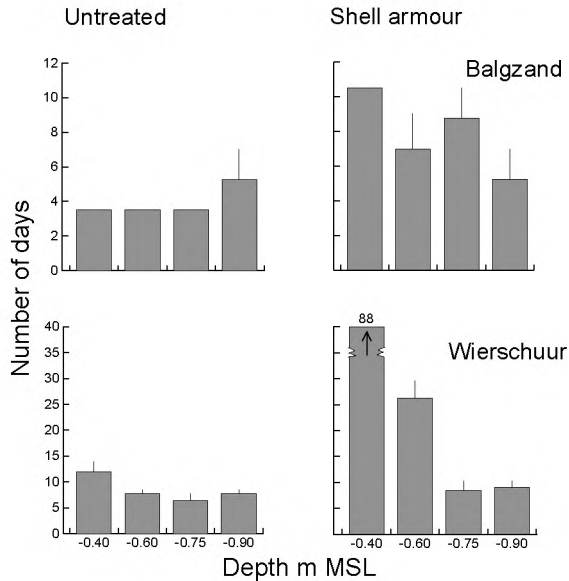 Untreated
Shell armour
Balgzand
12
10
8
6
4
2
0
Number of days
88
Wierschuur
40
35
30
25
20
15
10
5
0
-0.40 -0.60 -0.75 -0.90
-0.40 -0.60 -0.75 -0.90
Depth m MSL